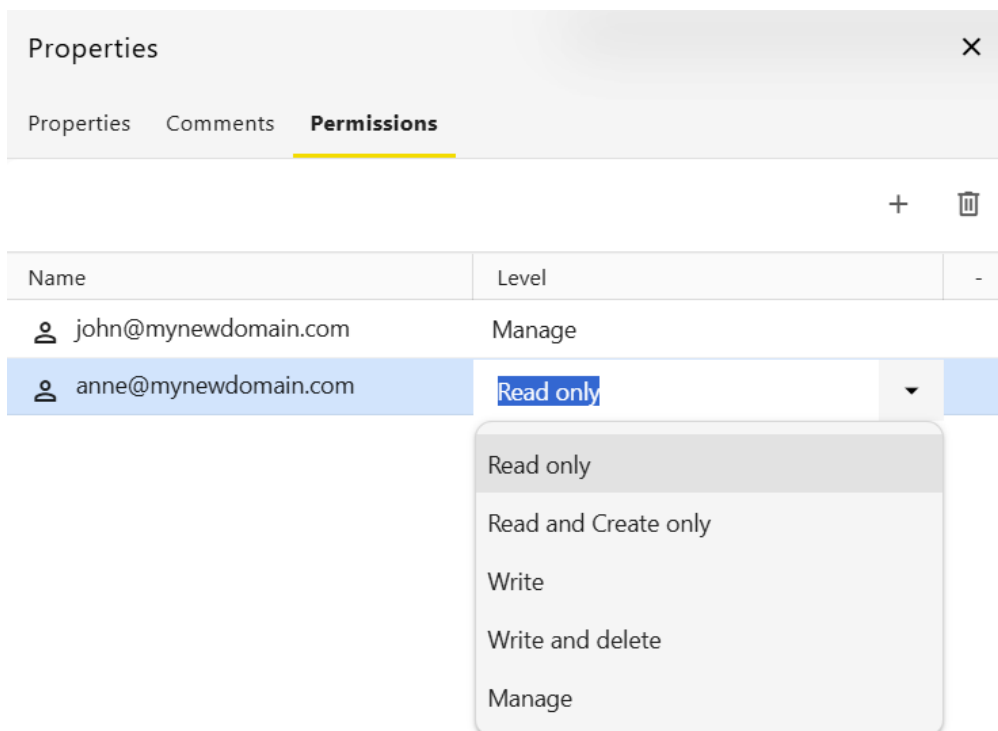 Properties
Properties Comments Permissions
Name Level -
john@mynewdomain.com Manage
anne@mynewdomain.com Read only
Read only
Read and Create only
Write
Write and delete
Manage